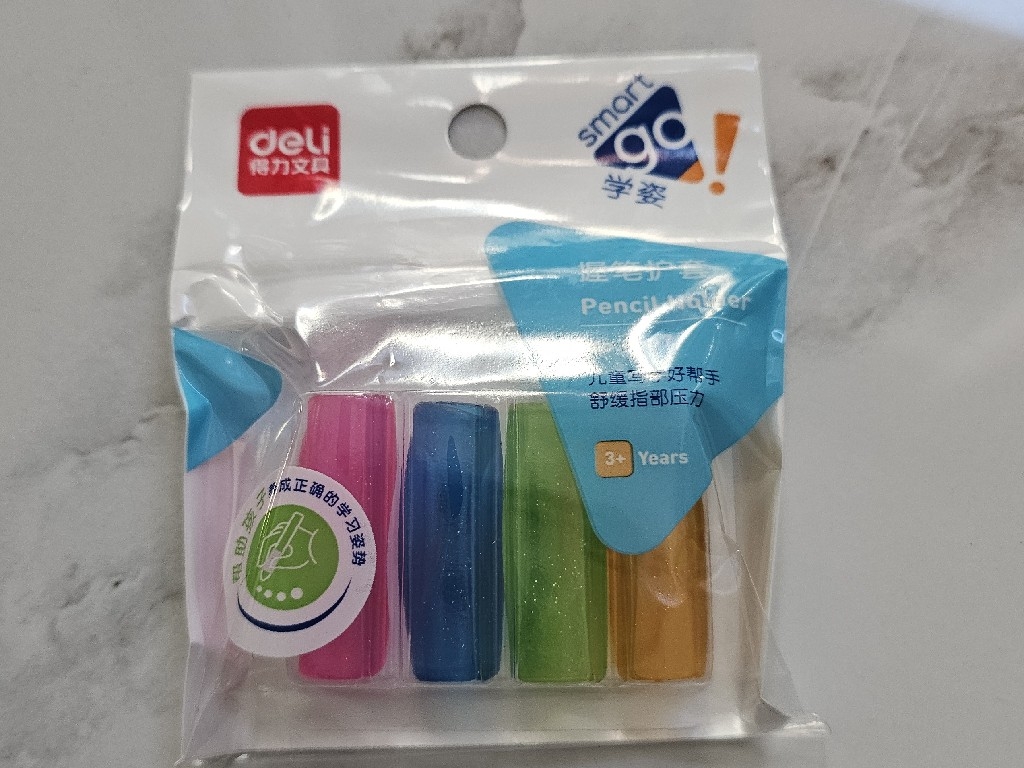 deli
得力文具
smart
go!
学姿
握笔护套
Pencil Holder
儿童写字好帮手
舒缓指部压力
3+ Years
帮助孩子养成正确的学习姿势